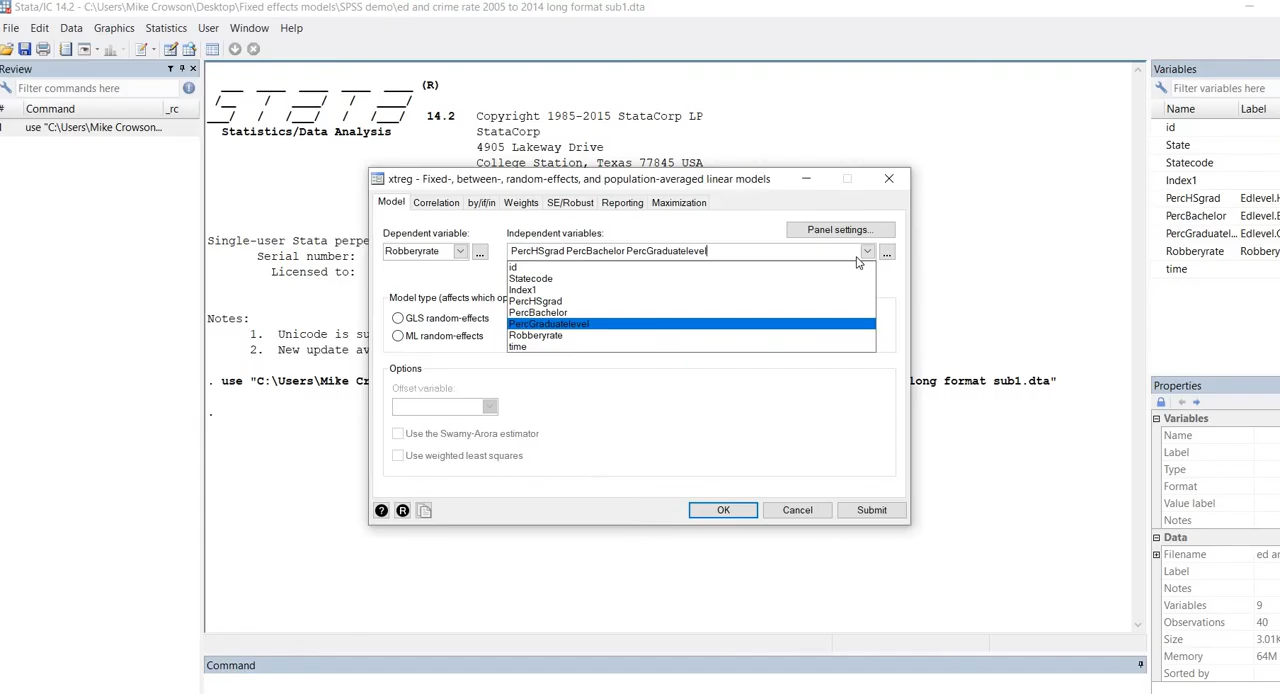 Stata/IC 14.2 - C:\Users\Mike Crowson\Desktop\Fixed effects models\SPSS demo\ed and crime rate 2005 to 2014 long format sub1.dta
File Edit Data Graphics Statistics User Window Help
Review
Filter commands here
# Command _rc
1 use "C:\Users\Mike Crowson...
(R)
14.2 Copyright 1985-2015 StataCorp LP
Statistics/Data Analysis StataCorp
4905 Lakeway Drive
College Station, Texas 77845 USA
Single-user Stata perpe
Serial number:
Licensed to:
Notes:
1. Unicode is su
2. New update av
. use "C:\Users\Mike Cr
long format sub1.dta"
.
Command
xtreg - Fixed-, between-, random-effects, and population-averaged linear models
Model Correlation by/if/in Weights SE/Robust Reporting Maximization
Panel settings...
Dependent variable: Independent variables:
Robberyrate ... PercHSgrad PercBachelor PercGraduatelevel ...
id
Statecode
Index1
PercHSgrad
PercBachelor
PercGraduatelevel
Robberyrate
time
Model type (affects which op
GLS random-effects
ML random-effects
Options
Offset variable:
Use the Swamy-Arora estimator
Use weighted least squares
? R
OK Cancel Submit
Variables
Filter variables here
Name Label
id
State
Statecode
Index1
PercHSgrad Edlevel.H
PercBachelor Edlevel.B
PercGraduatel... Edlevel.G
Robberyrate Robbery
time
Properties
Variables
Name
Label
Type
Format
Value label
Notes
Data
Filename ed an
Label
Notes
Variables 9
Observations 40
Size 3.01K
Memory 64M
Sorted by